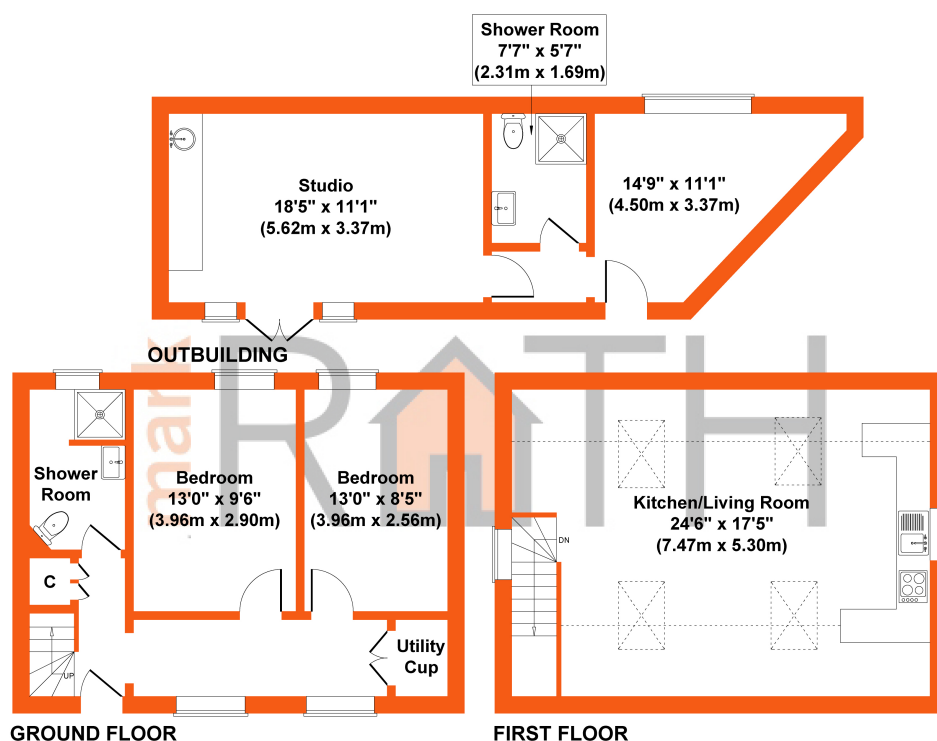 Shower Room
7'7" x 5'7"
(2.31m x 1.69m)
Studio
18'5" x 11'1"
(5.62m x 3.37m)
14'9" x 11'1"
(4.50m x 3.37m)
OUTBUILDING
mark
RATH
Shower
Room
Bedroom
13'0" x 9'6"
(3.96m x 2.90m)
Bedroom
13'0" x 8'5"
(3.96m x 2.56m)
C
UP
Utility
Cup
GROUND FLOOR
Kitchen/Living Room
24'6" x 17'5"
(7.47m x 5.30m)
DN
FIRST FLOOR